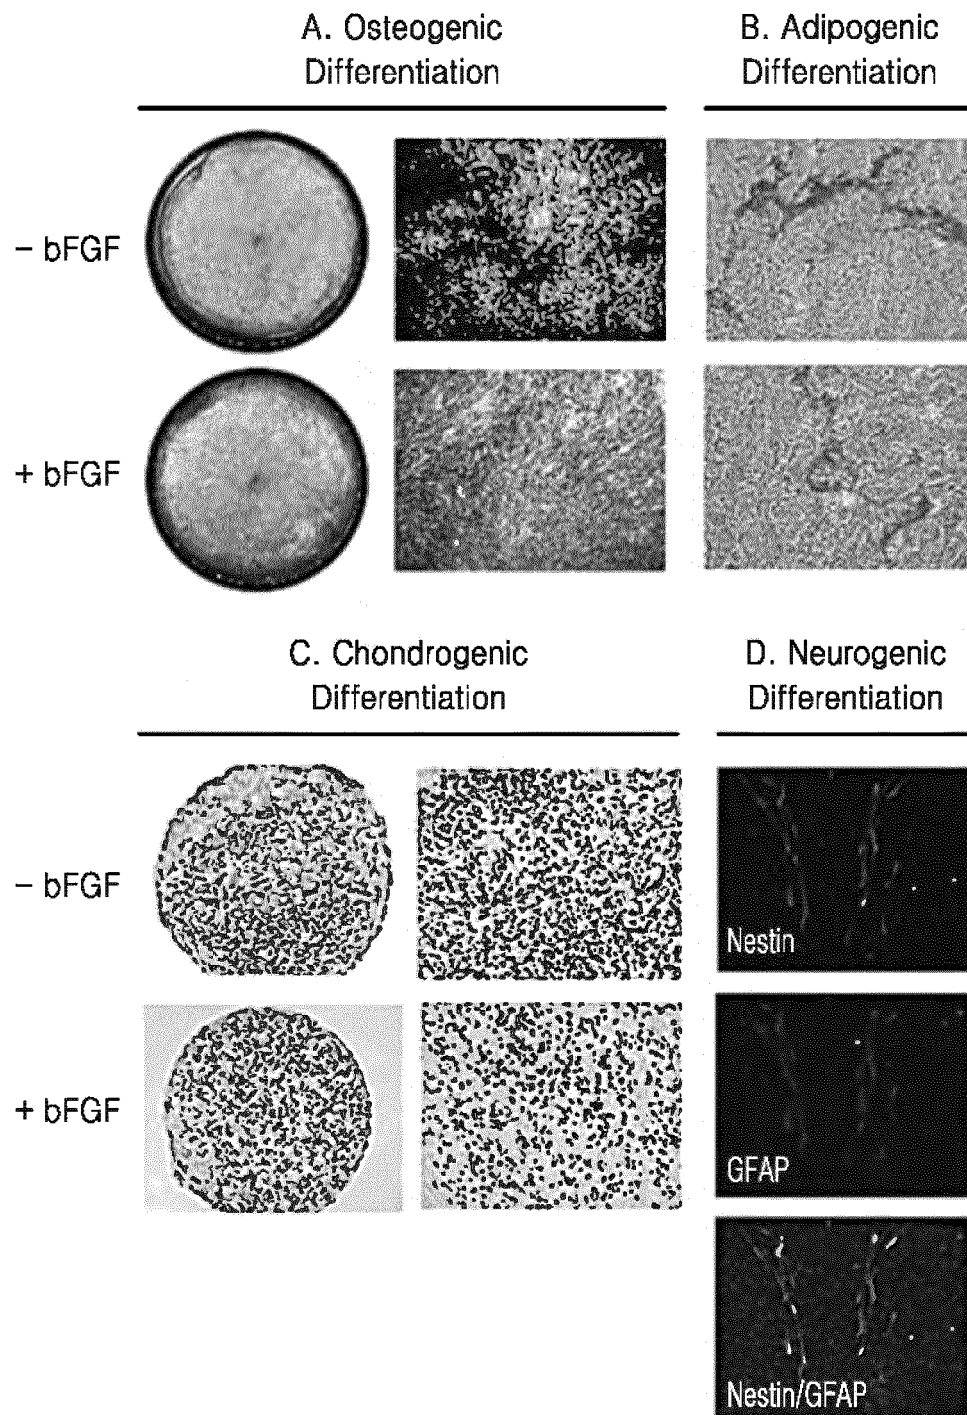 A. Osteogenic
Differentiation
B. Adipogenic
Differentiation
− bFGF
+ bFGF
C. Chondrogenic
Differentiation
D. Neurogenic
Differentiation
− bFGF
Nestin
+ bFGF
GFAP
Nestin/GFAP